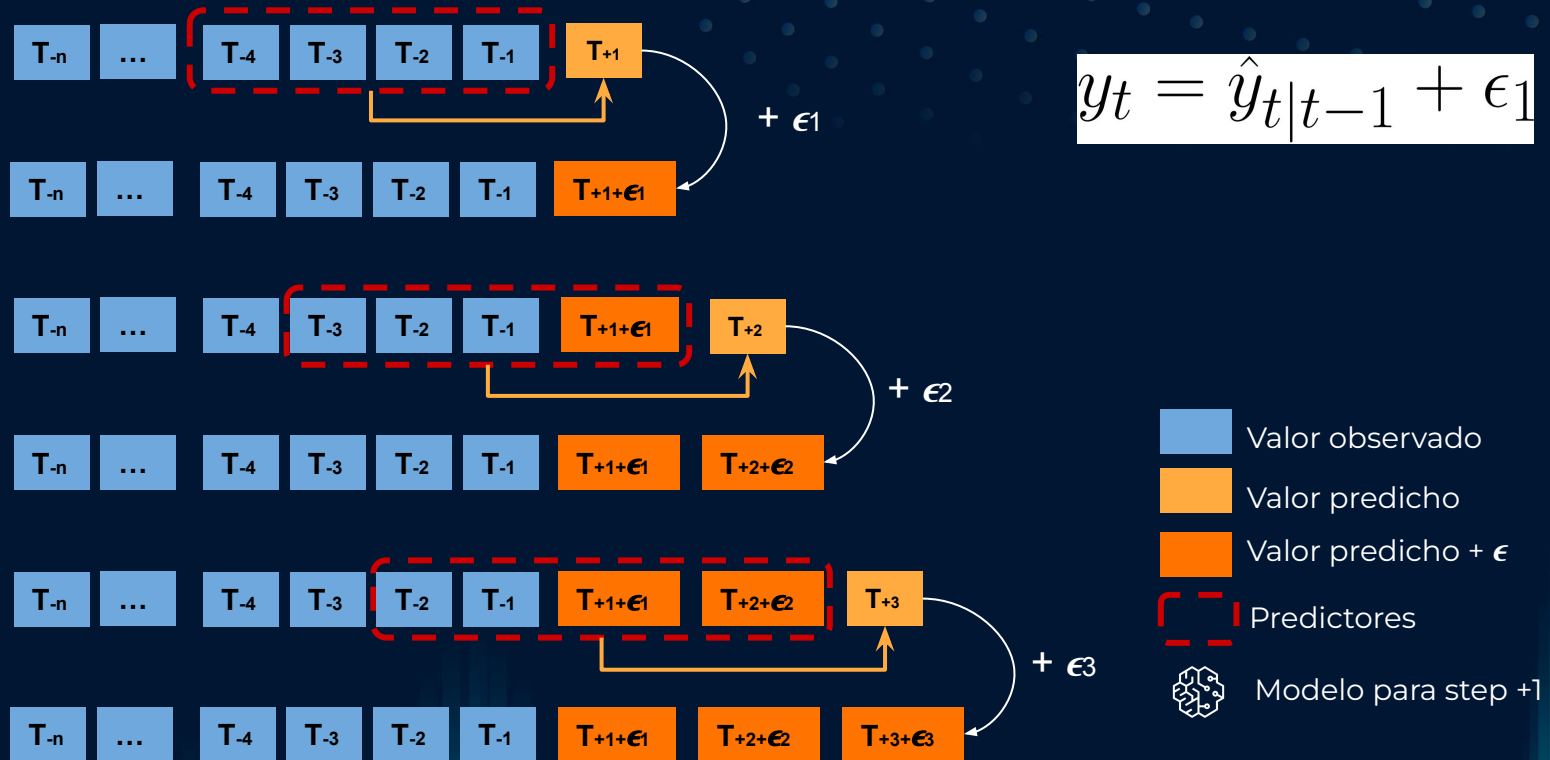 T-n ... T-4 T-3 T-2 T-1 T+1
+ ϵ1
yt = ŷt|t−1 + ϵ1
T-n ... T-4 T-3 T-2 T-1 T+1+ϵ1
T-n ... T-4 T-3 T-2 T-1 T+1+ϵ1 T+2
+ ϵ2
T-n ... T-4 T-3 T-2 T-1 T+1+ϵ1 T+2+ϵ2
T-n ... T-4 T-3 T-2 T-1 T+1+ϵ1 T+2+ϵ2 T+3
+ ϵ3
T-n ... T-4 T-3 T-2 T-1 T+1+ϵ1 T+2+ϵ2 T+3+ϵ3
Valor observado
Valor predicho
Valor predicho + ϵ
Predictores
Modelo para step +1